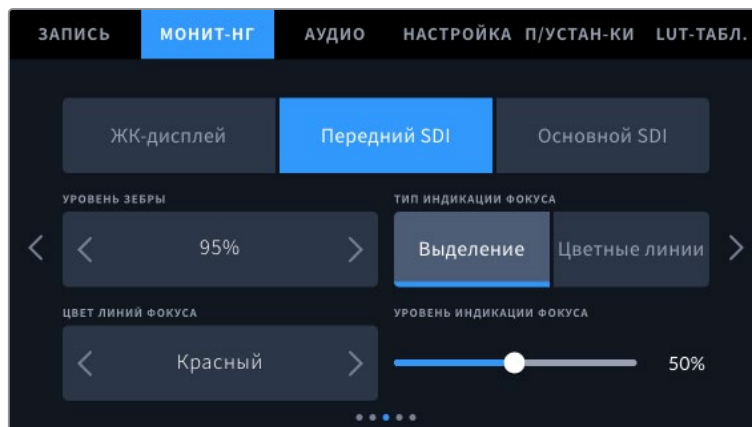 ЗАПИСЬ МОНИТ-НГ АУДИО НАСТРОЙКА П/УСТАН-КИ LUT-ТАБЛ.
ЖК-дисплей Передний SDI Основной SDI
УРОВЕНЬ ЗЕБРЫ ТИП ИНДИКАЦИИ ФОКУСА
95% Выделение Цветные линии
ЦВЕТ ЛИНИЙ ФОКУСА УРОВЕНЬ ИНДИКАЦИИ ФОКУСА
Красный 50%